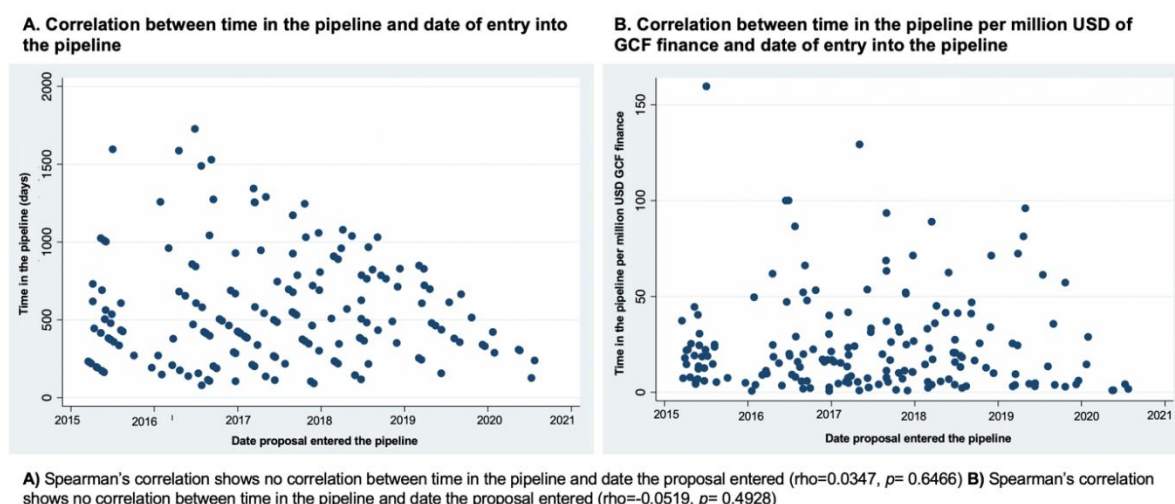 A. Correlation between time in the pipeline and date of entry into
the pipeline
B. Correlation between time in the pipeline per million USD of
GCF finance and date of entry into the pipeline
Time in the pipeline (days)
2000
1500
1000
500
0
2015
2016
2017
2018
2019
2020
2021
Date proposal entered the pipeline
Time in the pipeline per million USD GCF finance
150
100
50
0
2015
2016
2017
2018
2019
2020
2021
Date proposal entered the pipeline
A) Spearman's correlation shows no correlation between time in the pipeline and date the proposal entered (rho=0.0347, p= 0.6466) B) Spearman's correlation
shows no correlation between time in the pipeline and date the proposal entered (rho=-0.0519, p= 0.4928)